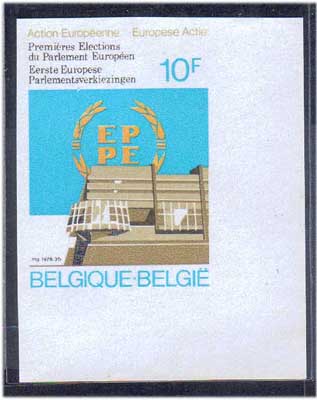 Action Européenne Europese Actie
Premières Elections
du Parlement Européen
Eerste Europese
Parlementsverkiezingen
10F
EP
PE
BELGIQUE·BELGIË